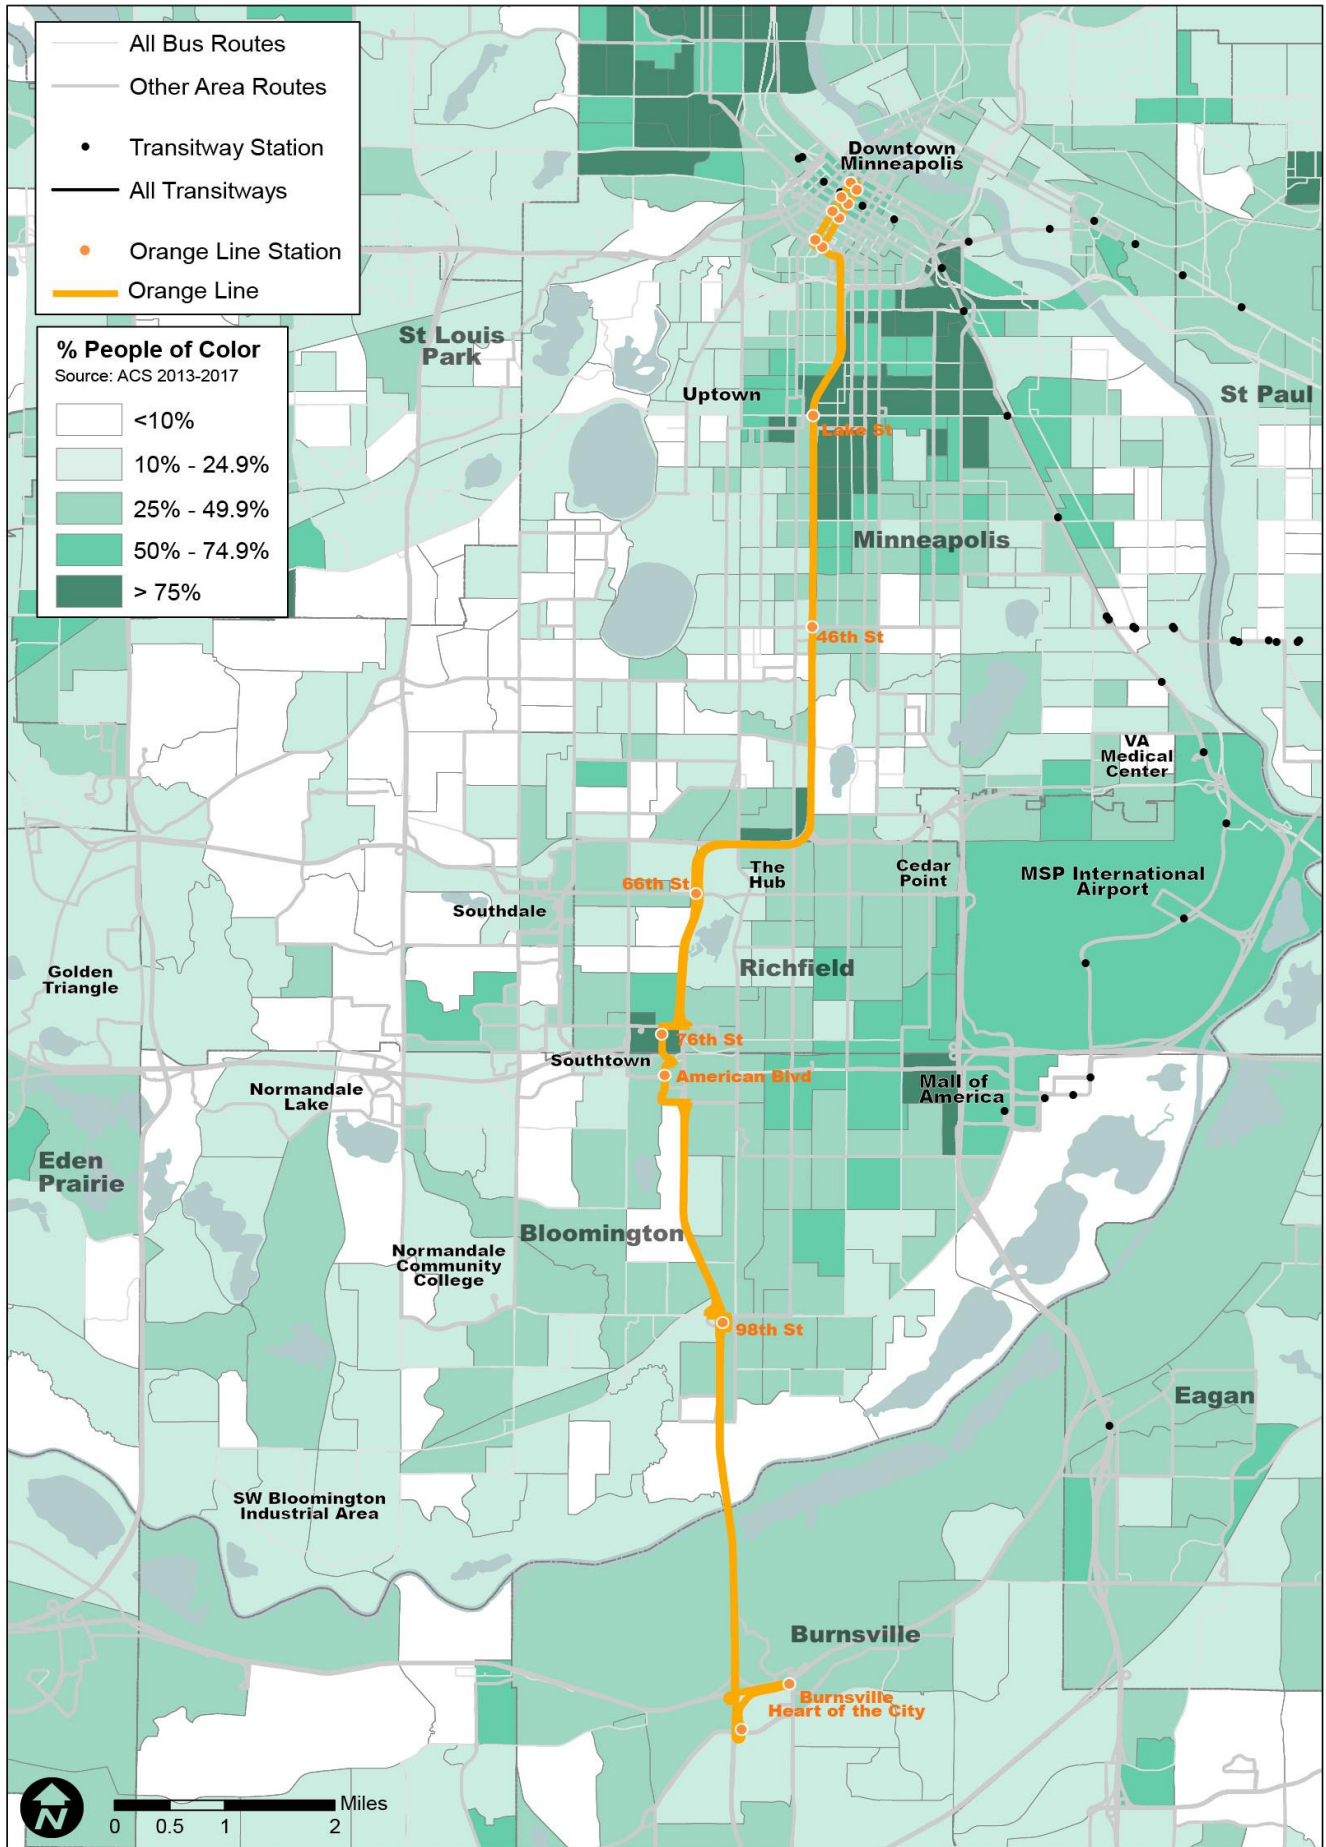 All Bus Routes
Other Area Routes
Transitway Station
All Transitways
Orange Line Station
Orange Line
% People of Color
Source: ACS 2013-2017
<10%
10% - 24.9%
25% - 49.9%
50% - 74.9%
> 75%
Downtown
Minneapolis
St Louis
Park
Uptown
St Paul
Lake St
Minneapolis
46th St
VA
Medical
Center
The
Hub
Cedar
Point
MSP International
Airport
66th St
Southdale
Golden
Triangle
Richfield
76th St
Southtown
American Blvd
Normandale
Lake
Mall of
America
Eden
Prairie
Bloomington
Normandale
Community
College
98th St
Eagan
SW Bloomington
Industrial Area
Burnsville
Burnsville
Heart of the City
N
Miles
0 0.5 1 2